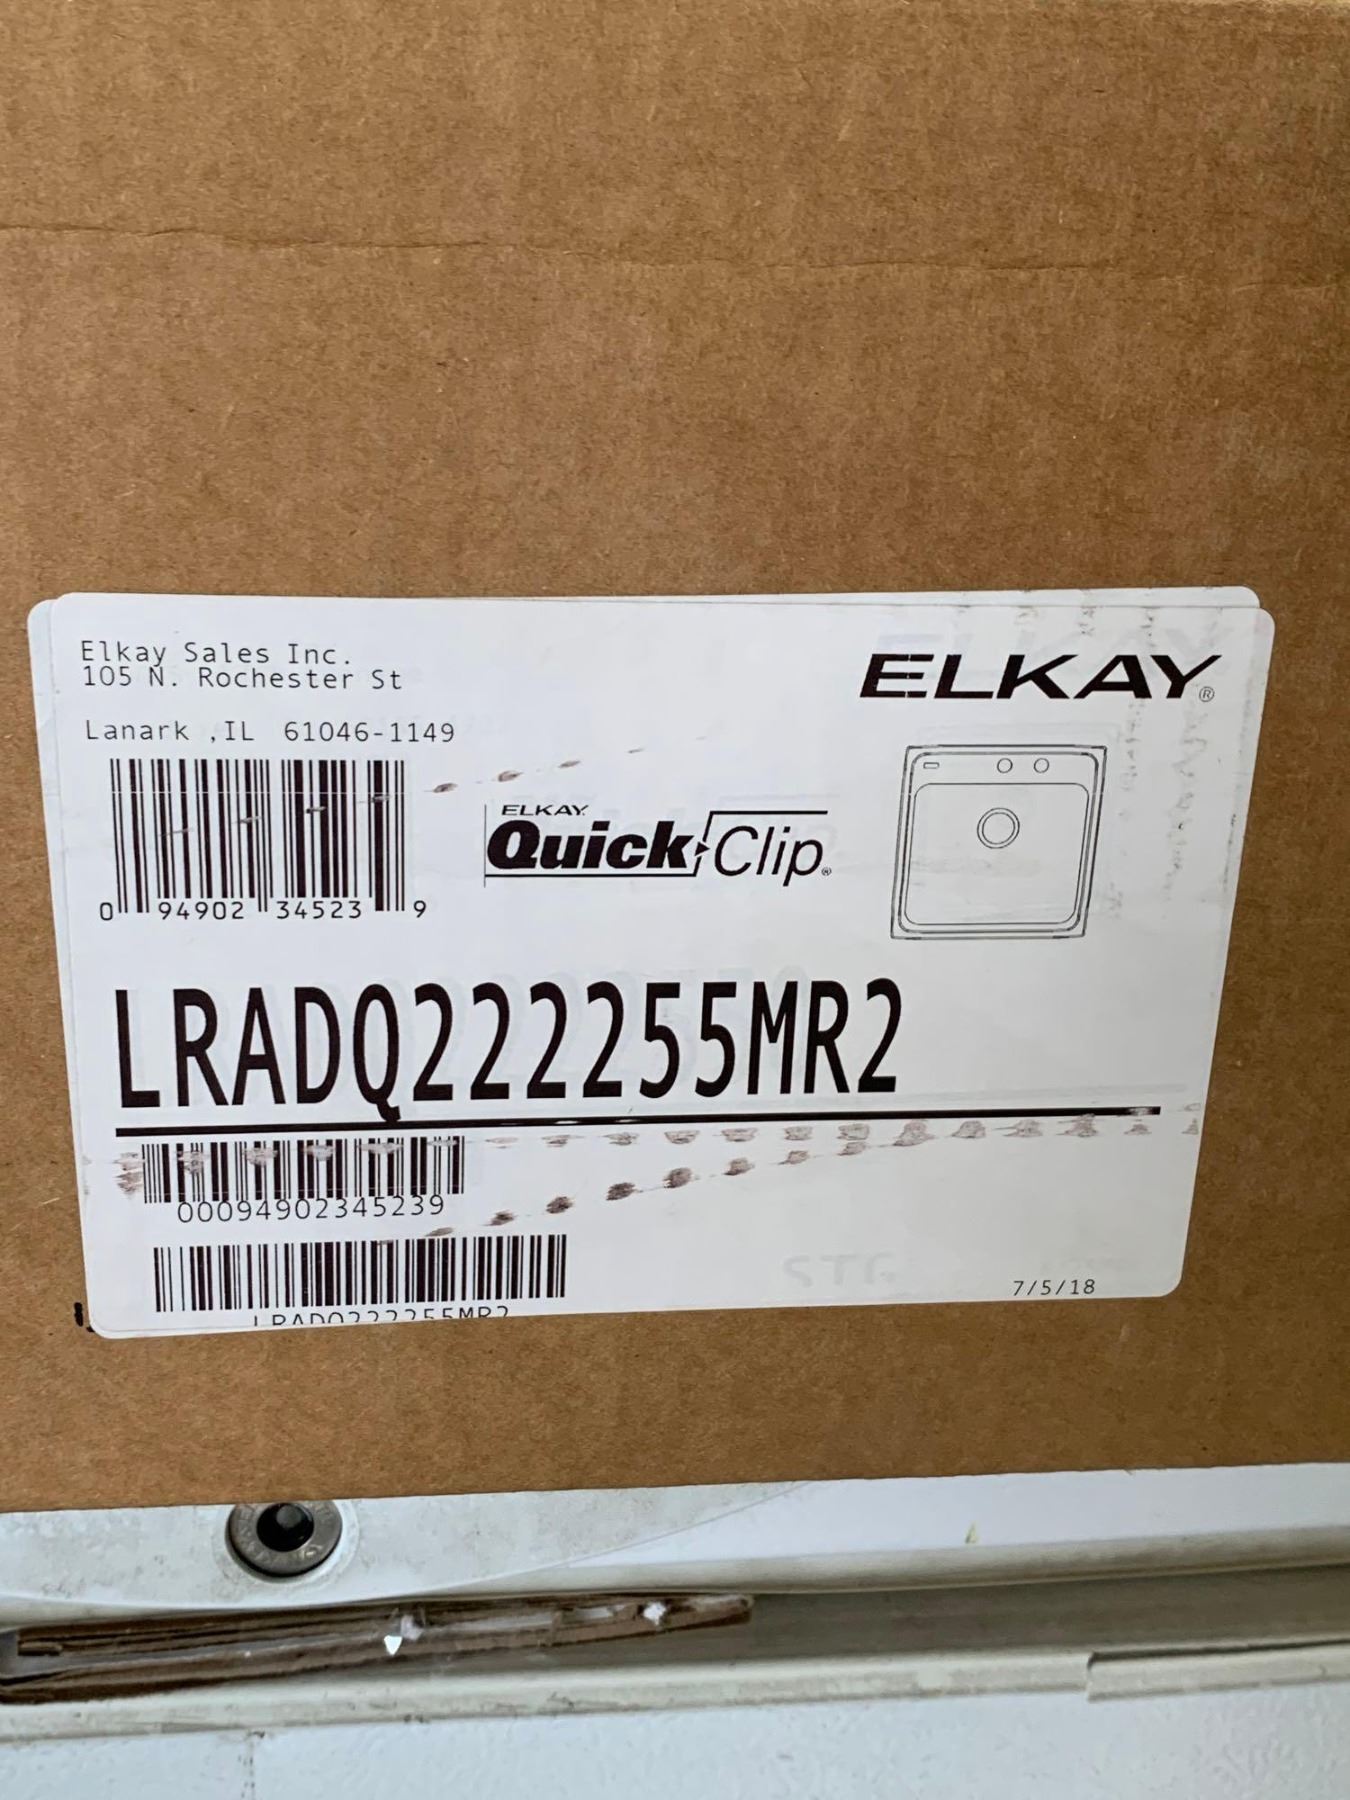 Elkay Sales Inc.
105 N. Rochester St
Lanark ,IL 61046-1149
ELKAY®
0 94902 34523 9
ELKAY
Quick Clip®
LRADQ222255MR2
00094902345239
LRADQ222255MR2
7/5/18